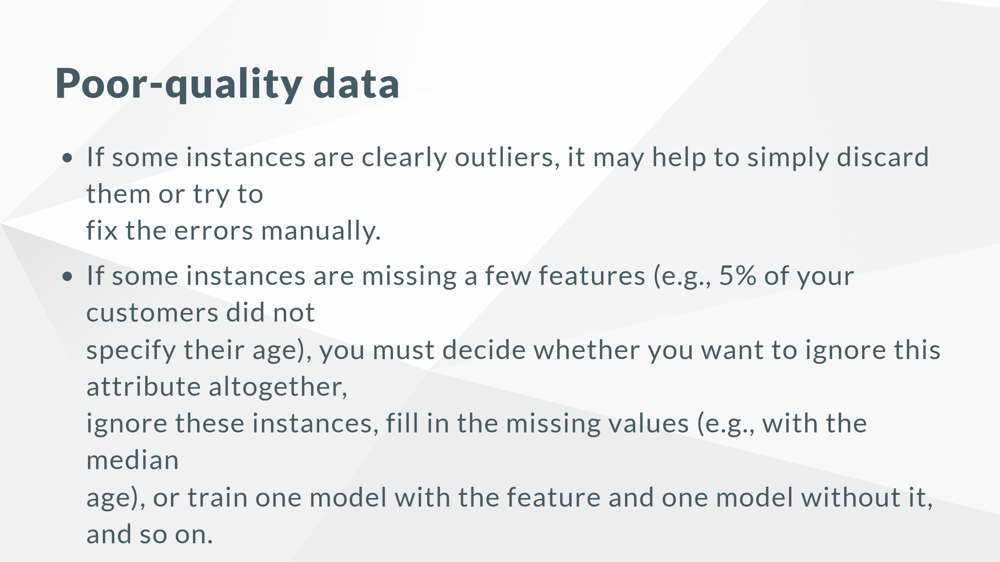 Poor-quality data
• If some instances are clearly outliers, it may help to simply discard
them or try to
fix the errors manually.
• If some instances are missing a few features (e.g., 5% of your
customers did not
specify their age), you must decide whether you want to ignore this
attribute altogether,
ignore these instances, fill in the missing values (e.g., with the
median
age), or train one model with the feature and one model without it,
and so on.